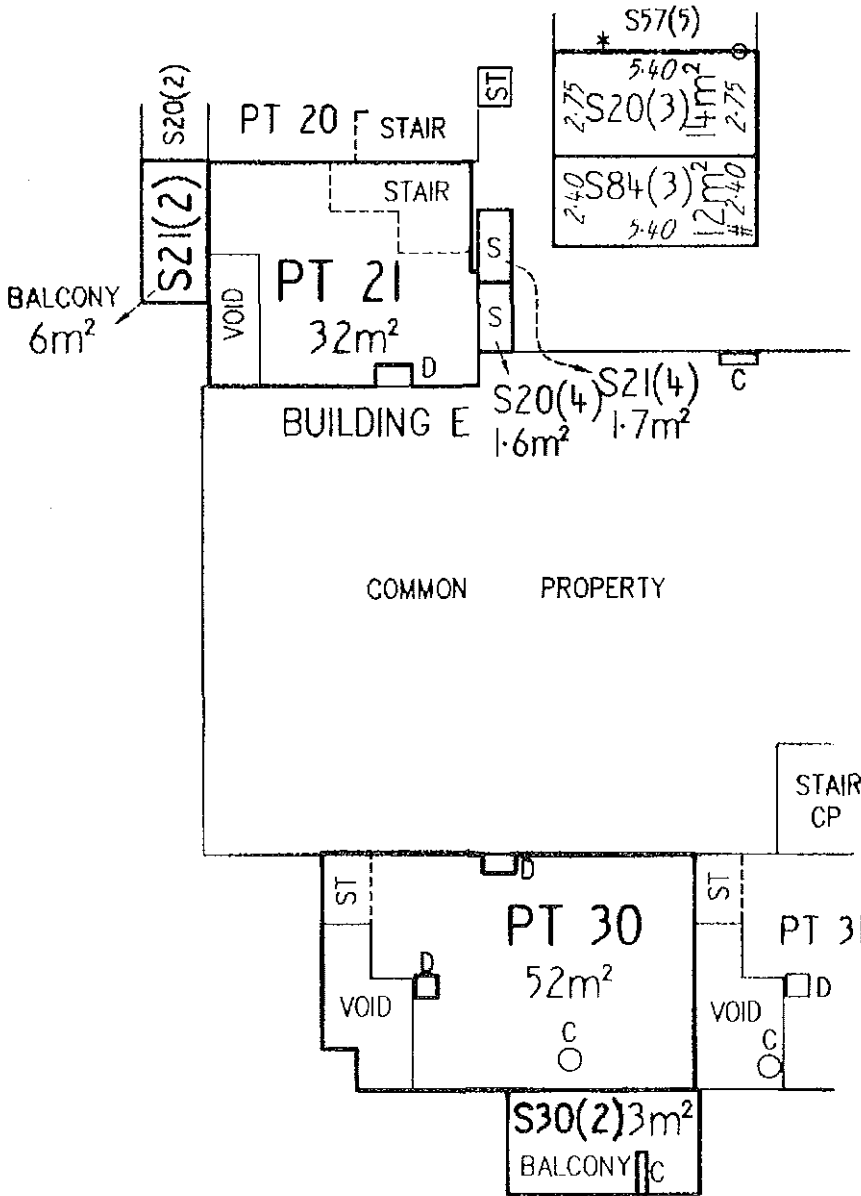 S57(5)
*
5·40
2·75
S20(3)
14m²
2·75
2·40
S84(3)
12m²
# 2·40
5·40
S20(2)
PT 20
STAIR
ST
S21(2)
STAIR
BALCONY
6m²
VOID
PT 21
32m²
D
S
S
C
S20(4)
1·6m²
S21(4)
1·7m²
BUILDING E
COMMON PROPERTY
STAIR
CP
ST
D
PT 30
52m²
D
VOID
C
ST
PT 31
D
VOID
C
S30(2) 3m²
BALCONY
C